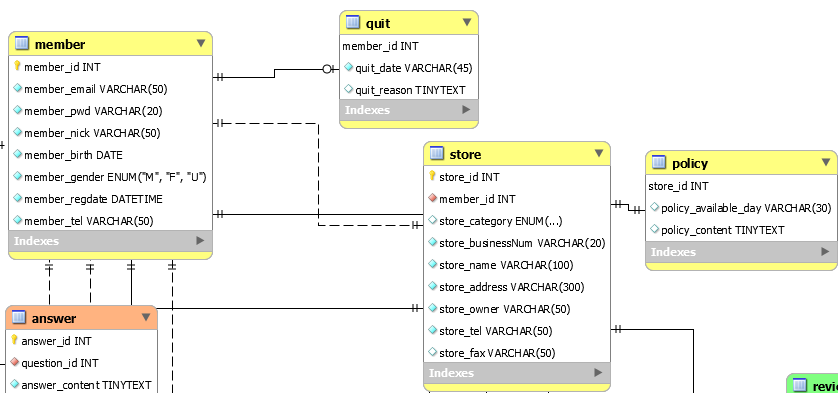 member
member_id INT
member_email VARCHAR(50)
member_pwd VARCHAR(20)
member_nick VARCHAR(50)
member_birth DATE
member_gender ENUM("M", "F", "U")
member_regdate DATETIME
member_tel VARCHAR(50)
Indexes
quit
member_id INT
quit_date VARCHAR(45)
quit_reason TINYTEXT
Indexes
store
store_id INT
member_id INT
store_category ENUM(...)
store_businessNum VARCHAR(20)
store_name VARCHAR(100)
store_address VARCHAR(300)
store_owner VARCHAR(50)
store_tel VARCHAR(50)
store_fax VARCHAR(50)
Indexes
policy
store_id INT
policy_available_day VARCHAR(30)
policy_content TINYTEXT
Indexes
answer
answer_id INT
question_id INT
answer_content TINYTEXT